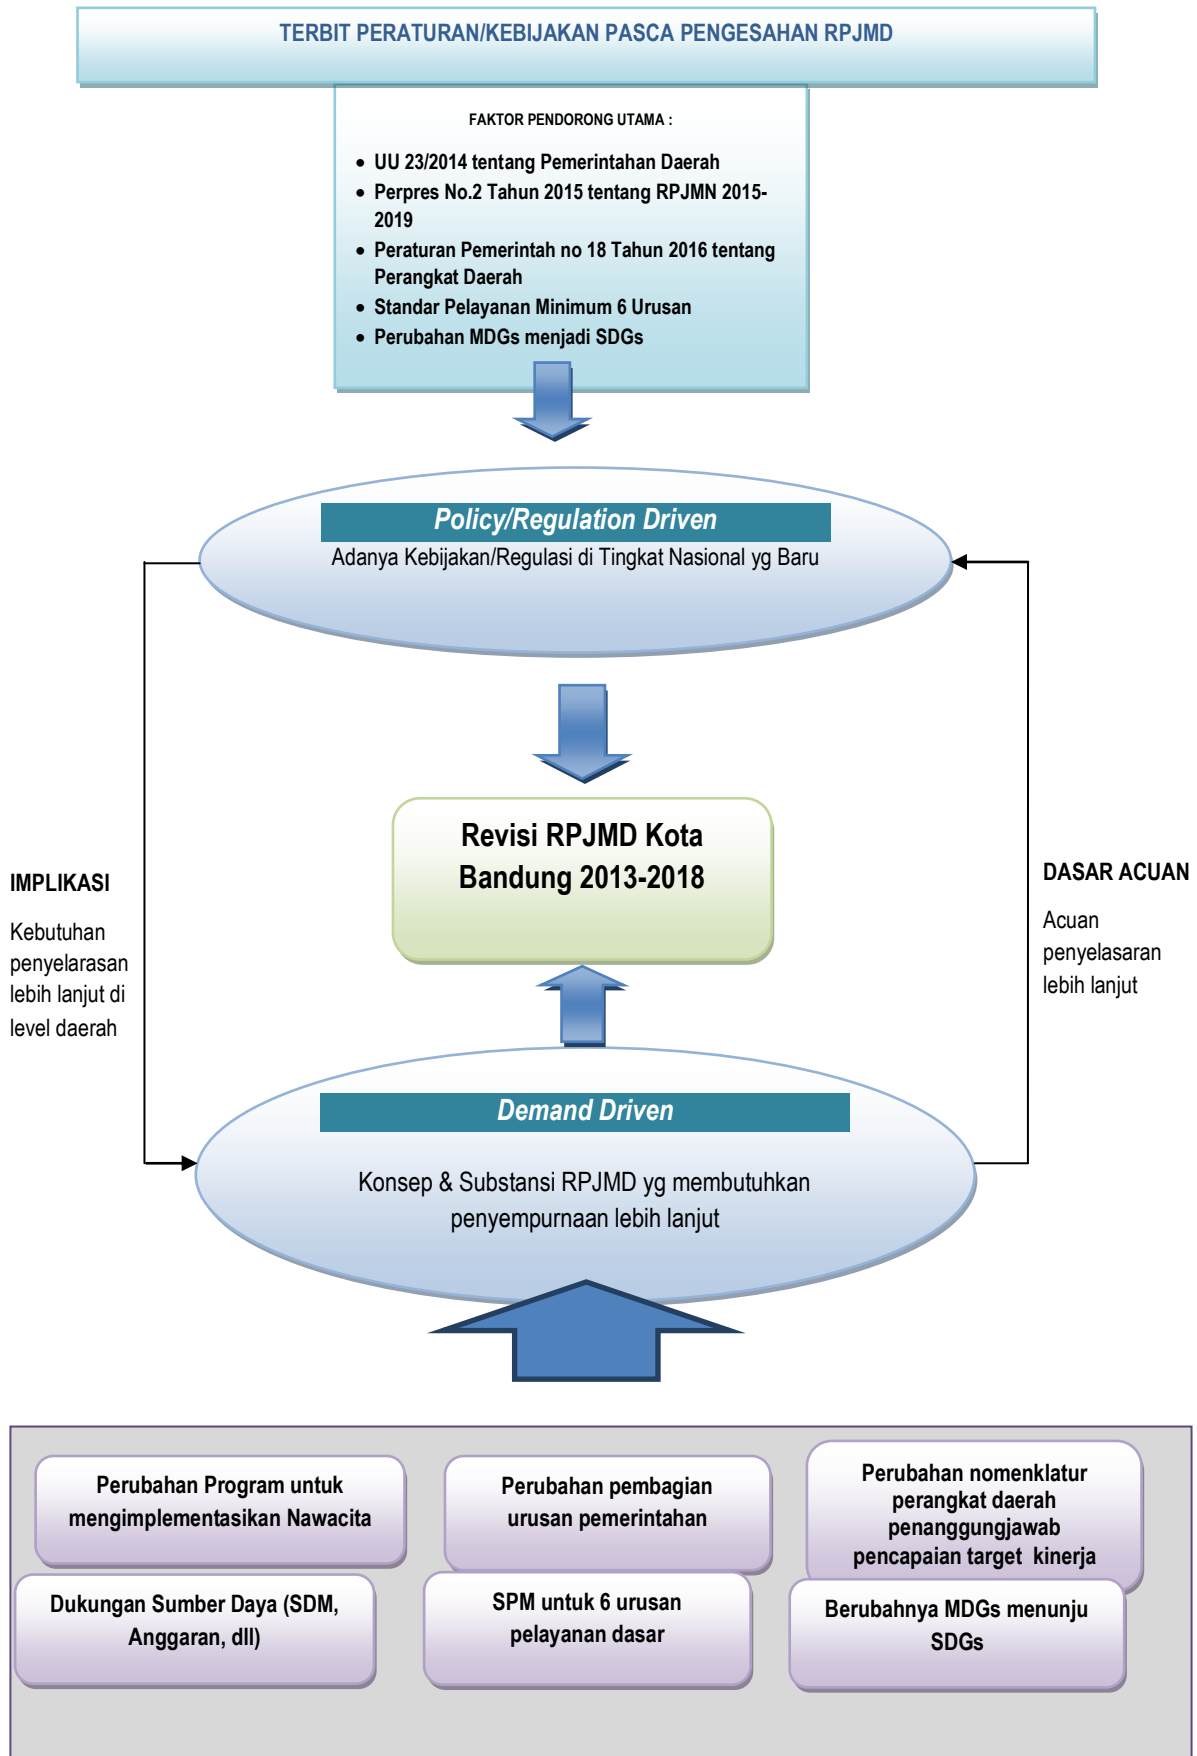 TERBIT PERATURAN/KEBIJAKAN PASCA PENGESAHAN RPJMD
FAKTOR PENDORONG UTAMA :
• UU 23/2014 tentang Pemerintahan Daerah
• Perpres No.2 Tahun 2015 tentang RPJMN 2015-
2019
• Peraturan Pemerintah no 18 Tahun 2016 tentang
Perangkat Daerah
• Standar Pelayanan Minimum 6 Urusan
• Perubahan MDGs menjadi SDGs
Policy/Regulation Driven
Adanya Kebijakan/Regulasi di Tingkat Nasional yg Baru
Revisi RPJMD Kota
Bandung 2013-2018
IMPLIKASI
Kebutuhan
penyelarasan
lebih lanjut di
level daerah
DASAR ACUAN
Acuan
penyelasaran
lebih lanjut
Demand Driven
Konsep & Substansi RPJMD yg membutuhkan
penyempurnaan lebih lanjut
Perubahan Program untuk
mengimplementasikan Nawacita
Perubahan pembagian
urusan pemerintahan
Perubahan nomenklatur
perangkat daerah
penanggungjawab
pencapaian target kinerja
Dukungan Sumber Daya (SDM,
Anggaran, dll)
SPM untuk 6 urusan
pelayanan dasar
Berubahnya MDGs menunju
SDGs